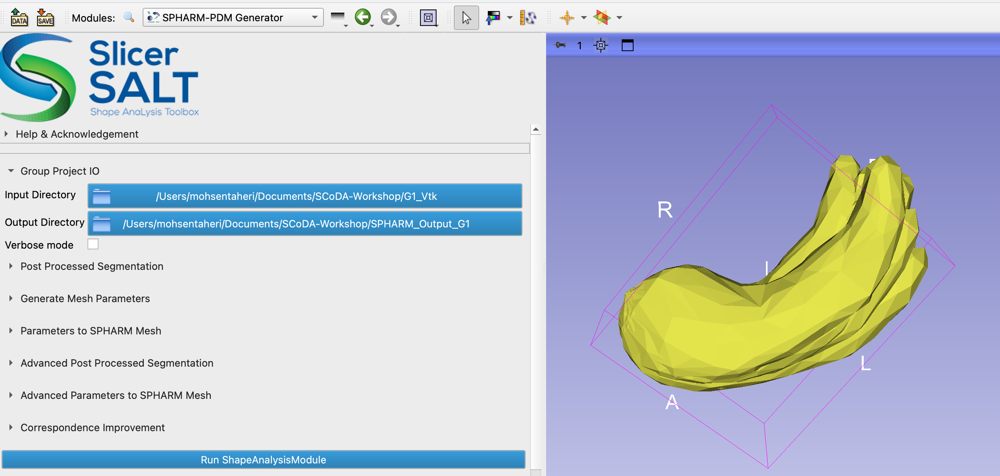 DATA
SAVE
Modules:
SPHARM-PDM Generator
1
Slicer
SALT
Shape AnaLysis Toolbox
Help & Acknowledgement
Group Project IO
Input Directory
/Users/mohsentaheri/Documents/SCoDA-Workshop/G1_Vtk
Output Directory
/Users/mohsentaheri/Documents/SCoDA-Workshop/SPHARM_Output_G1
Verbose mode
Post Processed Segmentation
Generate Mesh Parameters
Parameters to SPHARM Mesh
Advanced Post Processed Segmentation
Advanced Parameters to SPHARM Mesh
Correspondence Improvement
Run ShapeAnalysisModule
R
I
L
A